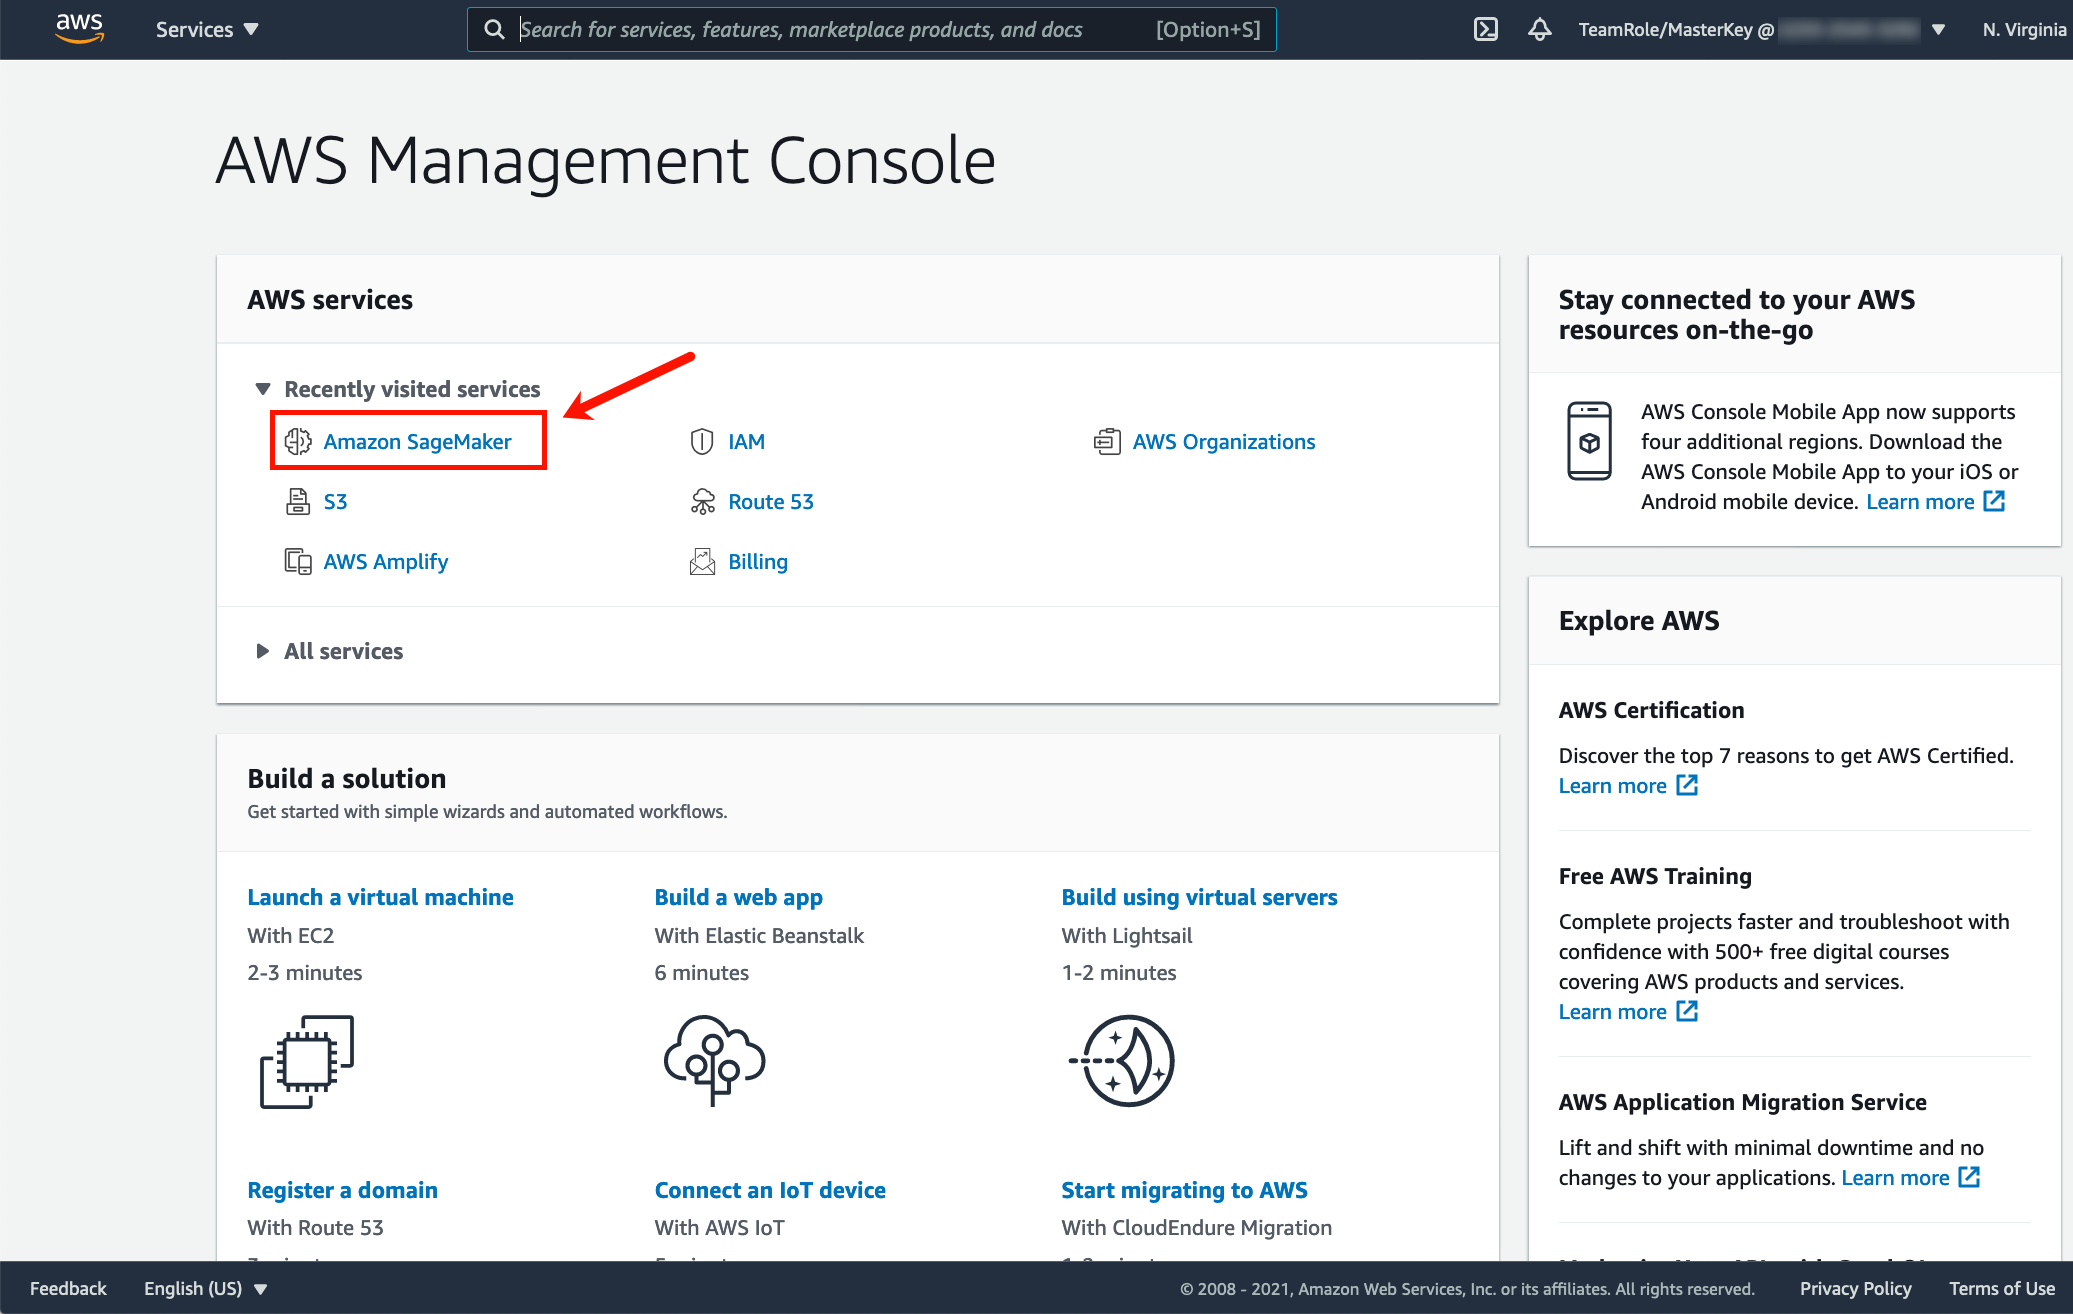 aws
Services
Search for services, features, marketplace products, and docs
[Option+S]
TeamRole/MasterKey @
N. Virginia
AWS Management Console
AWS services
Recently visited services
Amazon SageMaker
IAM
AWS Organizations
S3
Route 53
AWS Amplify
Billing
All services
Build a solution
Get started with simple wizards and automated workflows.
Launch a virtual machine
With EC2
2-3 minutes
Build a web app
With Elastic Beanstalk
6 minutes
Build using virtual servers
With Lightsail
1-2 minutes
Register a domain
With Route 53
Connect an IoT device
With AWS IoT
Start migrating to AWS
With CloudEndure Migration
Stay connected to your AWS
resources on-the-go
AWS Console Mobile App now supports
four additional regions. Download the
AWS Console Mobile App to your iOS or
Android mobile device. Learn more
Explore AWS
AWS Certification
Discover the top 7 reasons to get AWS Certified.
Learn more
Free AWS Training
Complete projects faster and troubleshoot with
confidence with 500+ free digital courses
covering AWS products and services.
Learn more
AWS Application Migration Service
Lift and shift with minimal downtime and no
changes to your applications. Learn more
Feedback
English (US)
© 2008 - 2021, Amazon Web Services, Inc. or its affiliates. All rights reserved.
Privacy Policy
Terms of Use